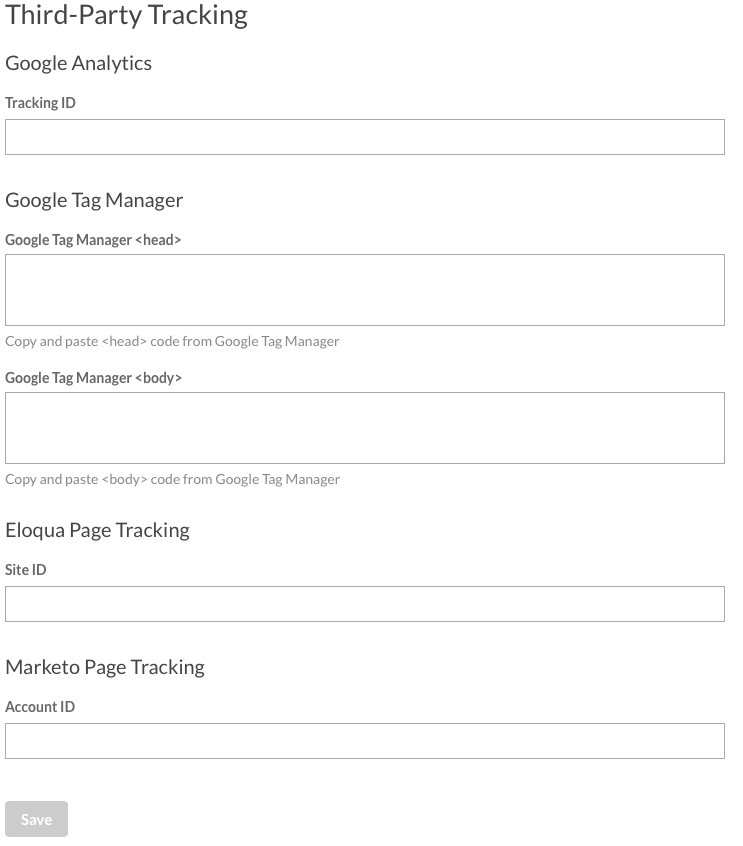 Third-Party Tracking
Google Analytics
Tracking ID
Google Tag Manager
Google Tag Manager <head>
Copy and paste <head> code from Google Tag Manager
Google Tag Manager <body>
Copy and paste <body> code from Google Tag Manager
Eloqua Page Tracking
Site ID
Marketo Page Tracking
Account ID
Save